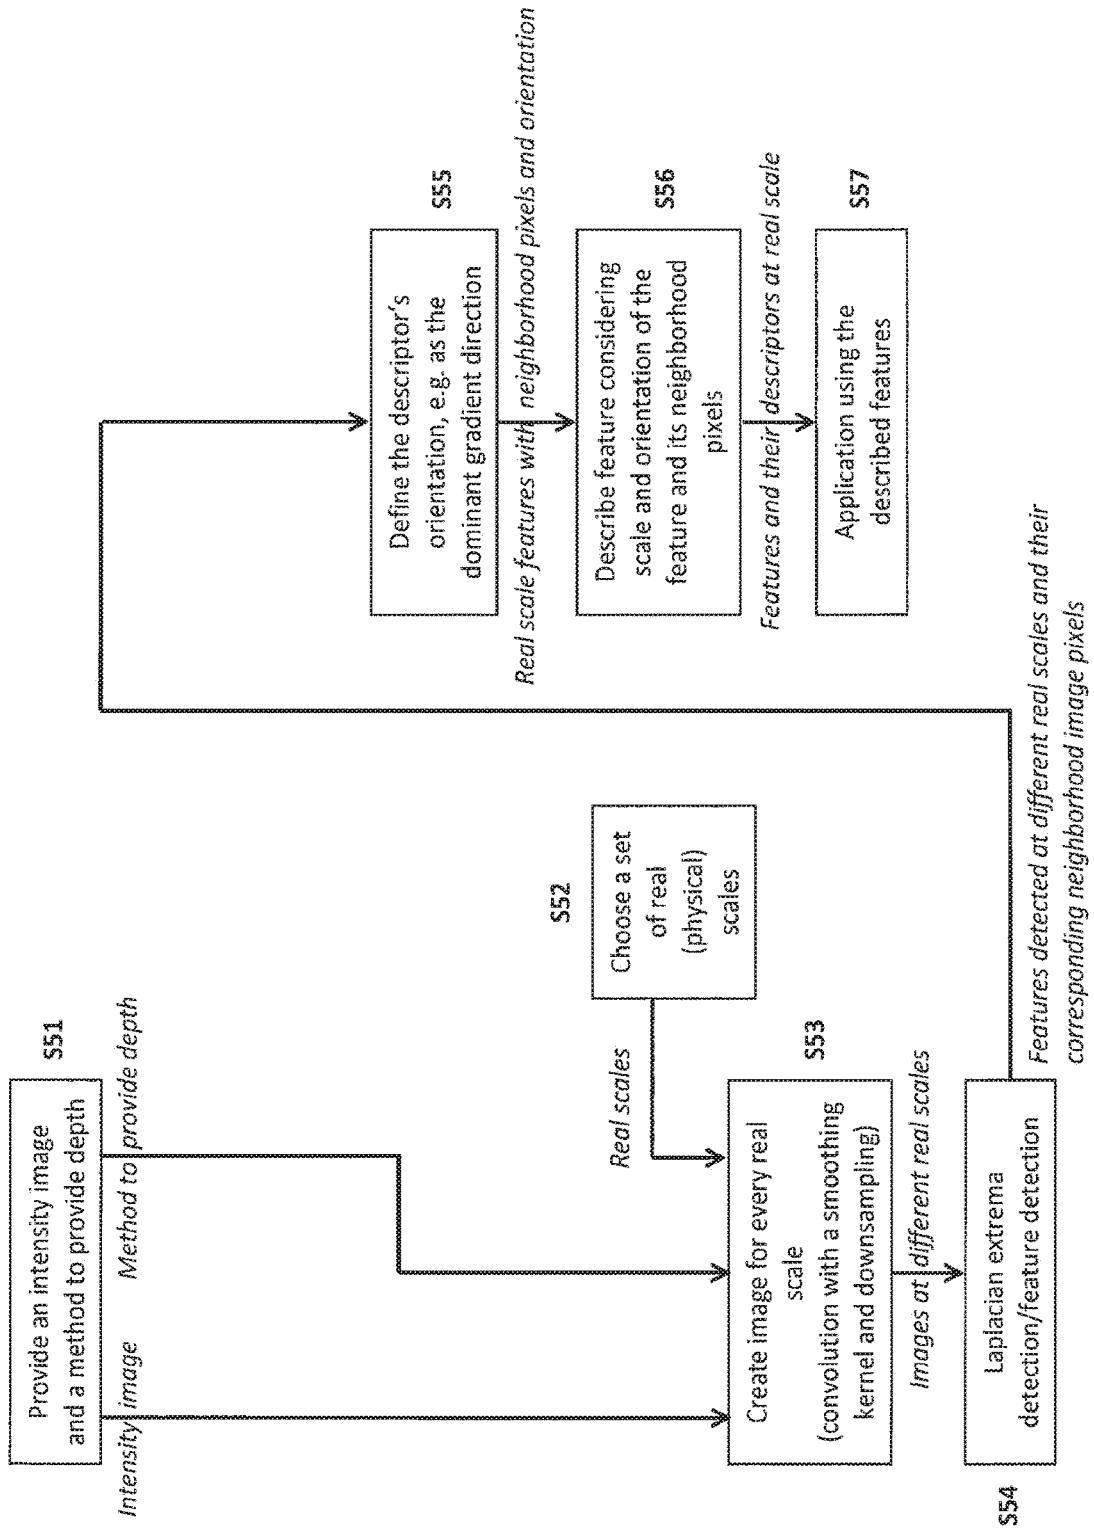 S51
Provide an intensity image
and a method to provide depth
Intensity image
Method to provide depth
S52
Choose a set
of real
(physical)
scales
Real scales
S53
Create image for every real
scale
(convolution with a smoothing
kernel and downsampling)
Images at different real scales
S54
Laplacian extrema
detection/feature detection
Features detected at different real scales and their
corresponding neighborhood image pixels
S55
Define the descriptor's
orientation, e.g. as the
dominant gradient direction
Real scale features with neighborhood pixels and orientation
S56
Describe feature considering
scale and orientation of the
feature and its neighborhood
pixels
Features and their descriptors at real scale
S57
Application using the
described features